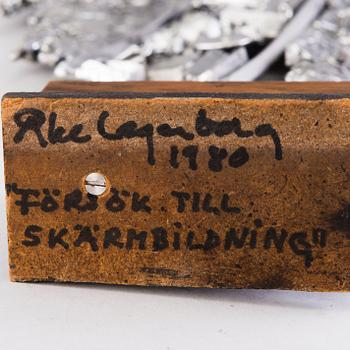 Åke Lagerborg
1980
"FÖRSÖK TILL
SKÄRMBILDNING"